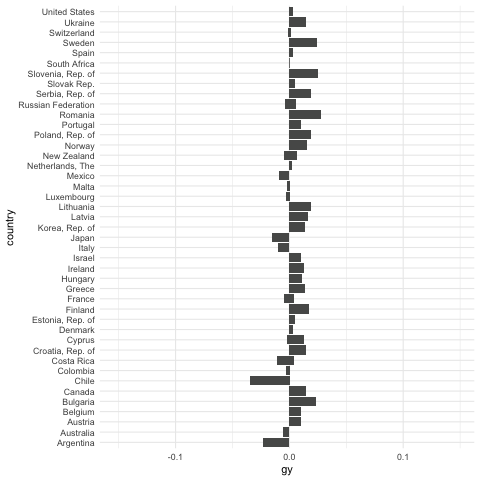 United States
Ukraine
Switzerland
Sweden
Spain
South Africa
Slovenia, Rep. of
Slovak Rep.
Serbia, Rep. of
Russian Federation
Romania
Portugal
Poland, Rep. of
Norway
New Zealand
Netherlands, The
Mexico
Malta
Luxembourg
Lithuania
Latvia
Korea, Rep. of
Japan
Italy
Israel
Ireland
Hungary
Greece
France
Finland
Estonia, Rep. of
Denmark
Cyprus
Croatia, Rep. of
Costa Rica
Colombia
Chile
Canada
Bulgaria
Belgium
Austria
Australia
Argentina
country
-0.1 0.0 0.1
gy